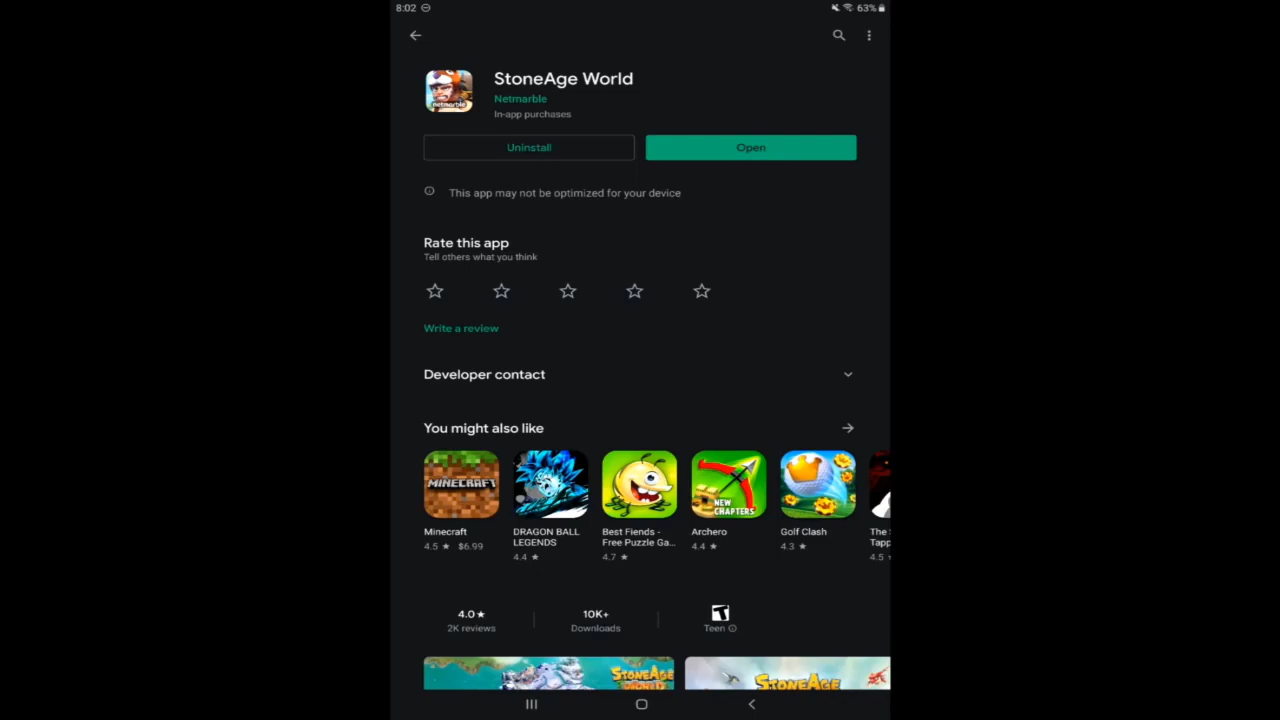 8:02
63%
StoneAge World
netmarble
Netmarble
In-app purchases
Uninstall
Open
This app may not be optimized for your device
Rate this app
Tell others what you think
Write a review
Developer contact
You might also like
MINECRAFT
NEW
CHAPTERS
Minecraft
4.5 ★ $6.99
DRAGON BALL
LEGENDS
4.4 ★
Best Fiends -
Free Puzzle Ga...
4.7 ★
Archero
4.4 ★
Golf Clash
4.3 ★
The
Tapp
4.5
4.0 ★
2K reviews
10K+
Downloads
T
Teen
STONEAGE
WORLD
STONEAGE